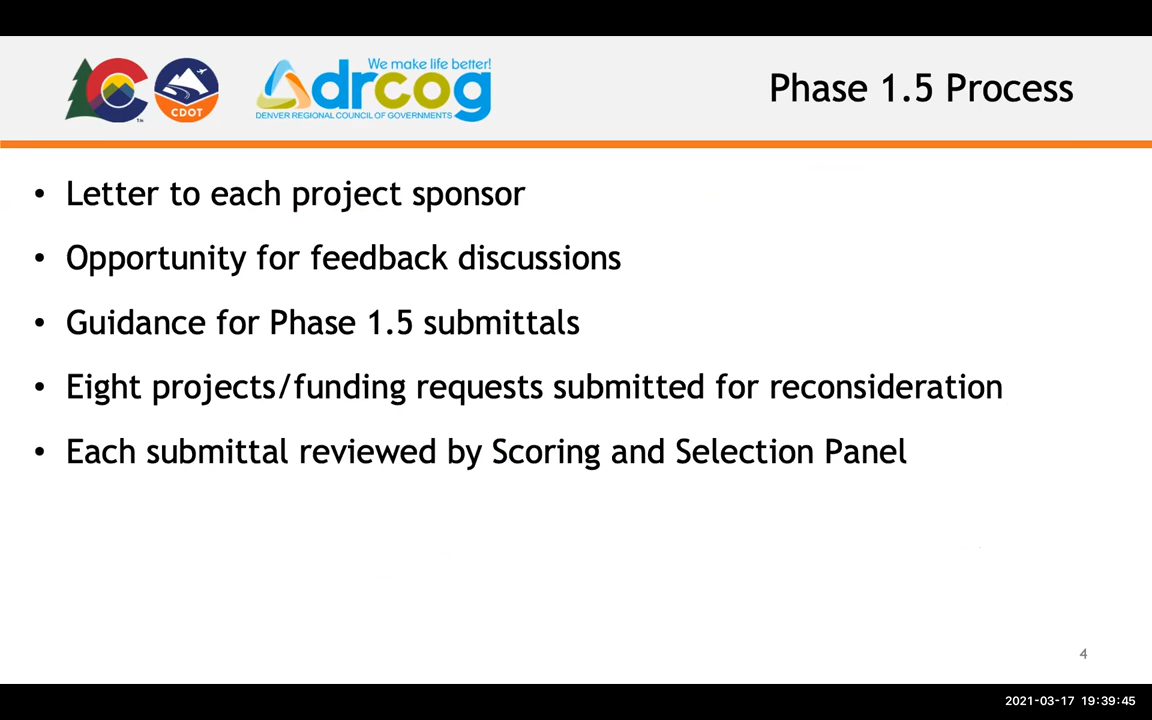 We make life better!
drcog
DENVER REGIONAL COUNCIL OF GOVERNMENTS
CDOT
TM
Phase 1.5 Process
• Letter to each project sponsor
• Opportunity for feedback discussions
• Guidance for Phase 1.5 submittals
• Eight projects/funding requests submitted for reconsideration
• Each submittal reviewed by Scoring and Selection Panel
4
2021-03-17 19:39:45